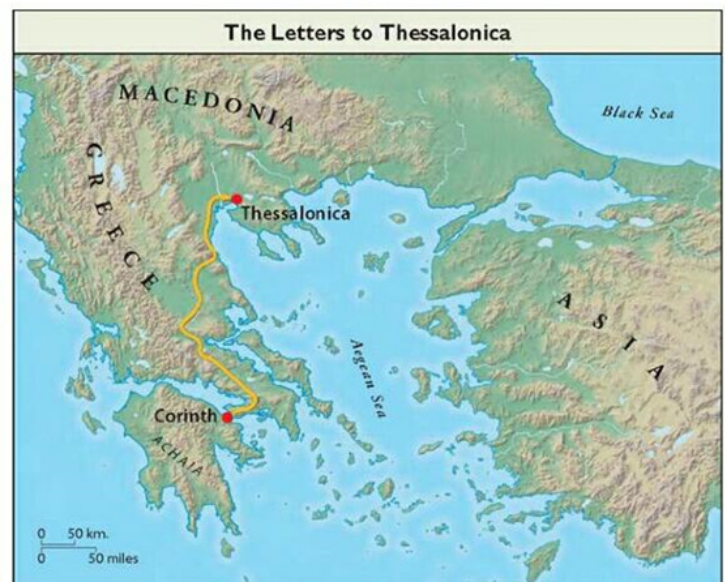 The Letters to Thessalonica
MACEDONIA
Black Sea
GREECE
Thessalonica
ASIA
Aegean Sea
Corinth
ACHAIA
0 50 km.
0 50 miles